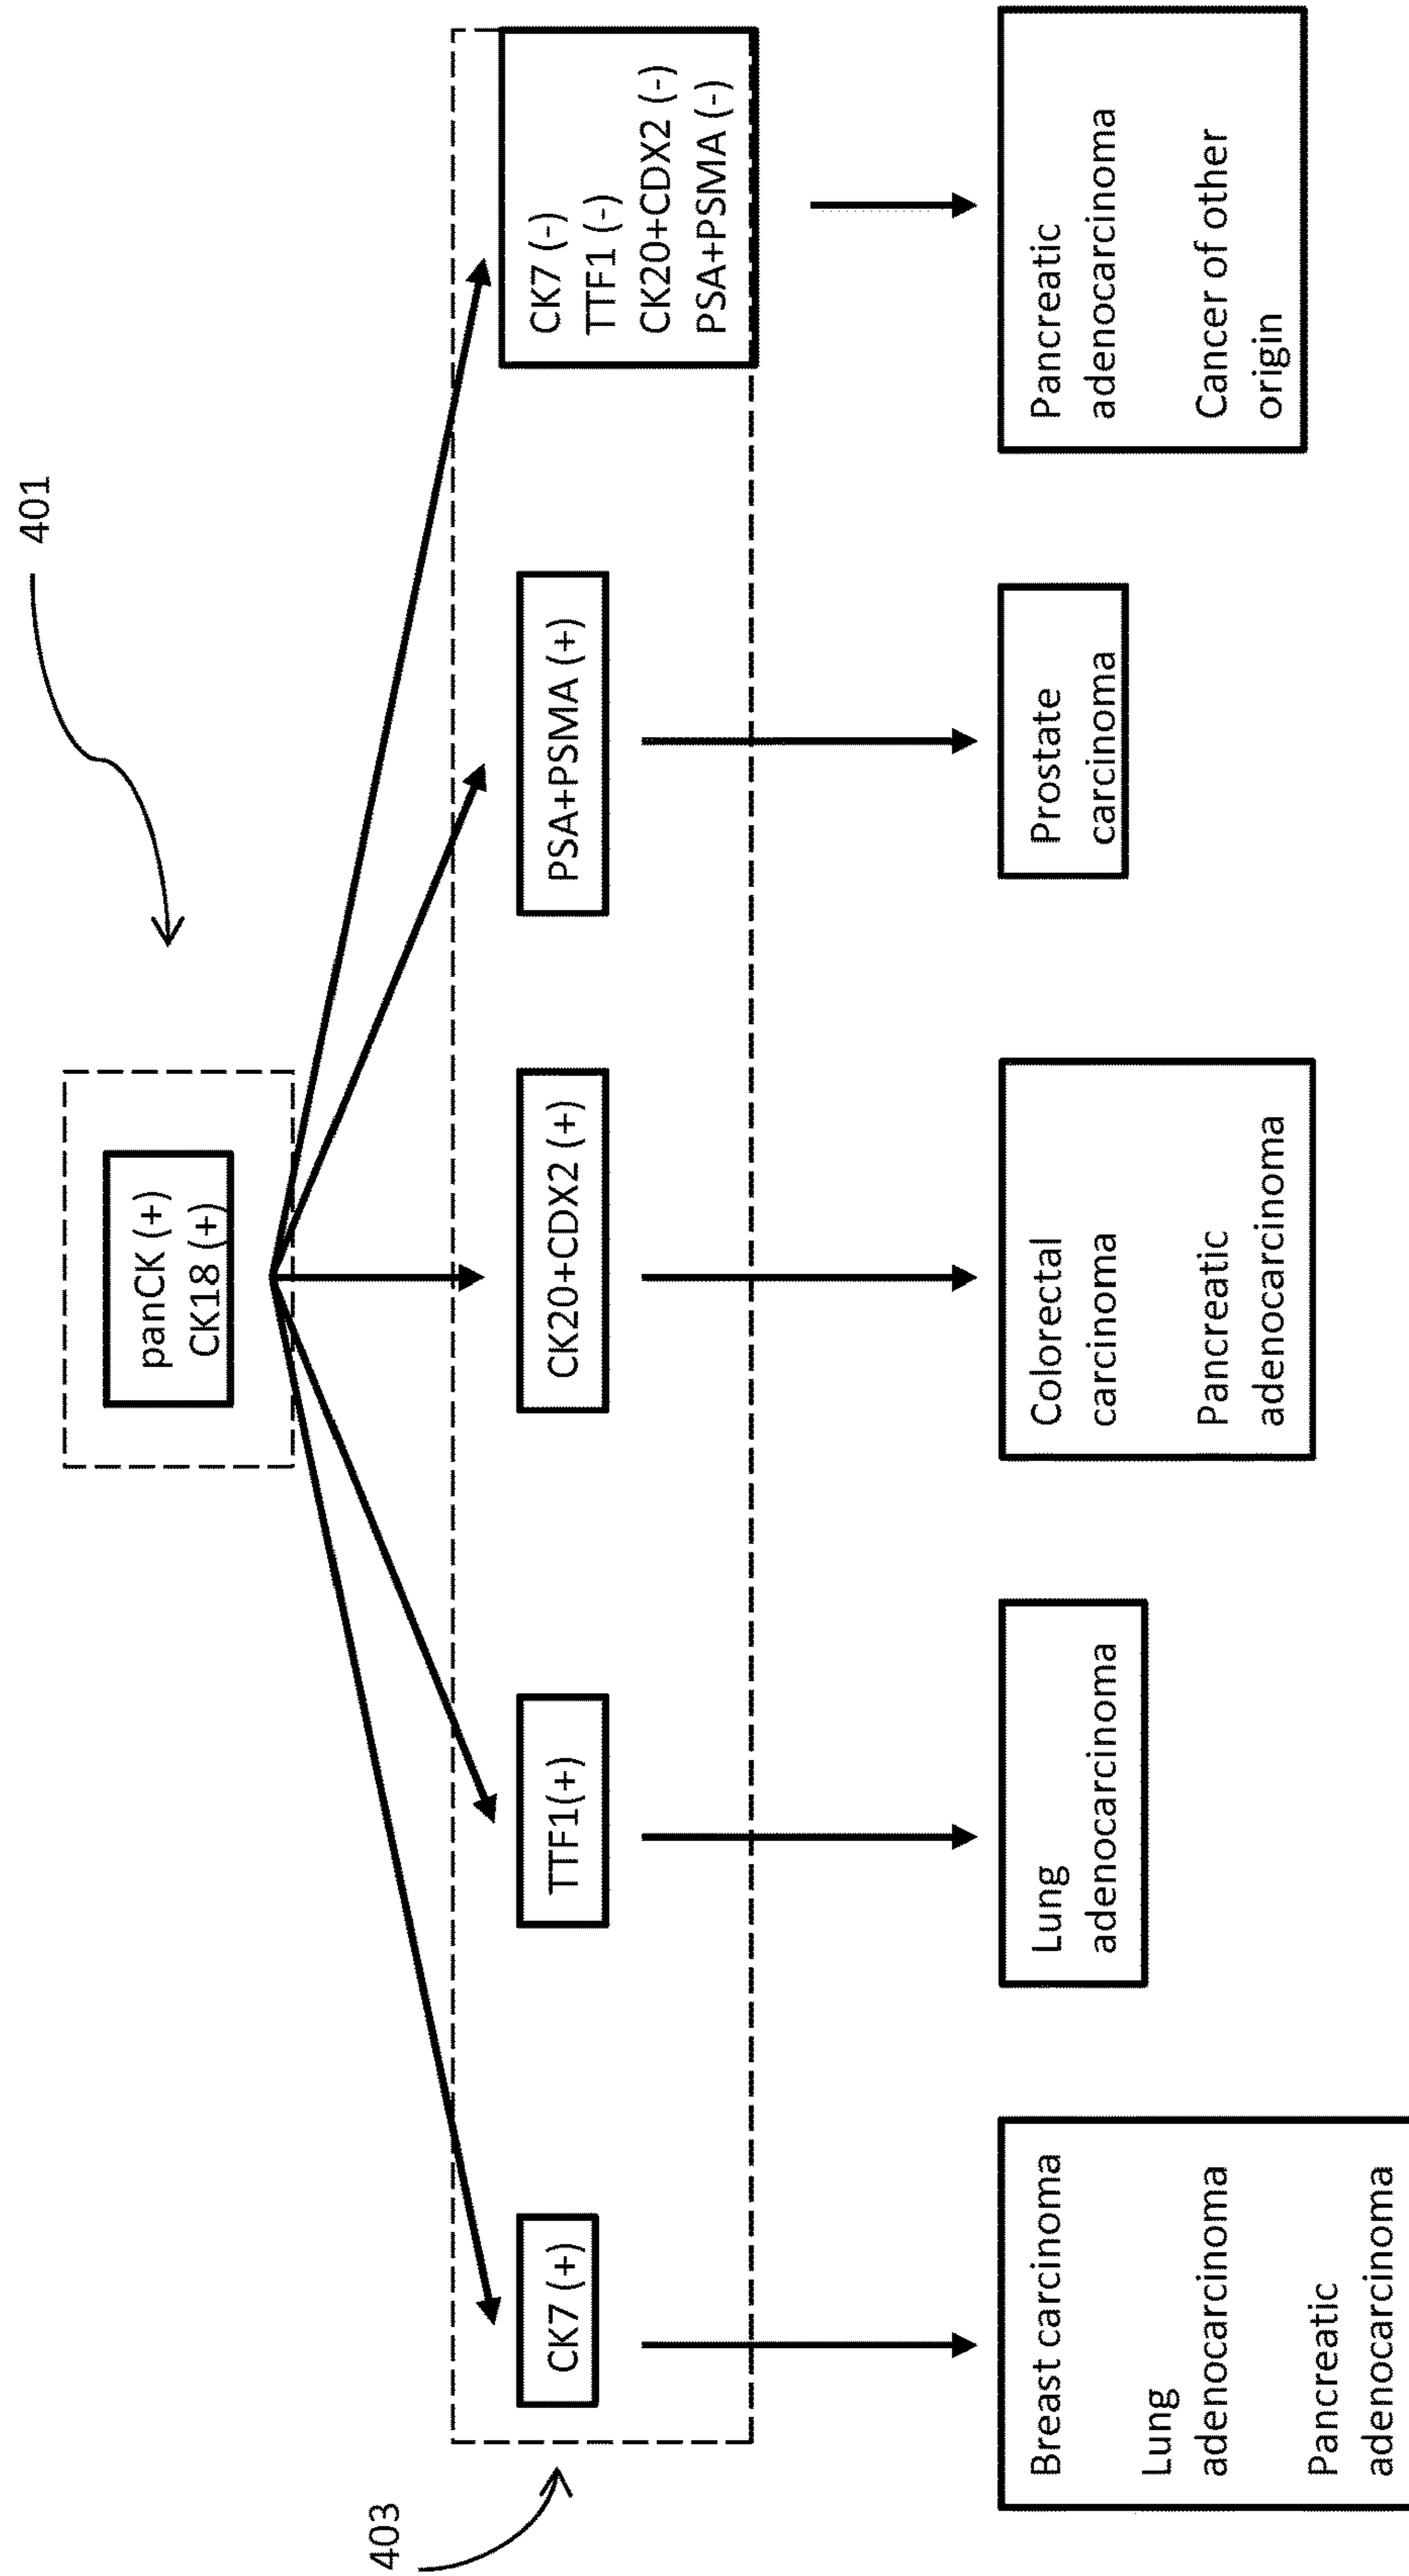 401
panCK (+)
CK18 (+)
403
CK7 (+)
TTF1(+)
CK20+CDX2 (+)
PSA+PSMA (+)
CK7 (-)
TTF1 (-)
CK20+CDX2 (-)
PSA+PSMA (-)
Breast carcinoma
Lung
adenocarcinoma
Pancreatic
adenocarcinoma
Lung
adenocarcinoma
Colorectal
carcinoma
Pancreatic
adenocarcinoma
Prostate
carcinoma
Pancreatic
adenocarcinoma
Cancer of other
origin